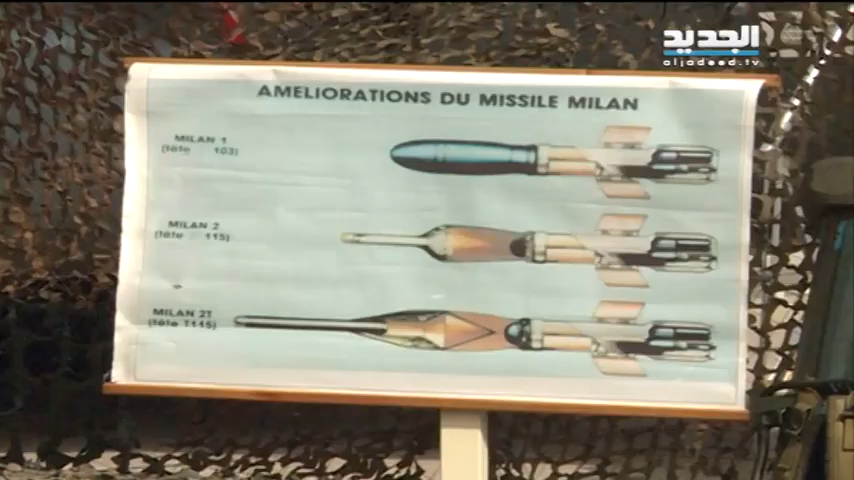 الجديد
aljadeed.tv
AMELIORATIONS DU MISSILE MILAN
MILAN 1
(tête 103)
MILAN 2
(tête 115)
MILAN 2T
(tête T115)